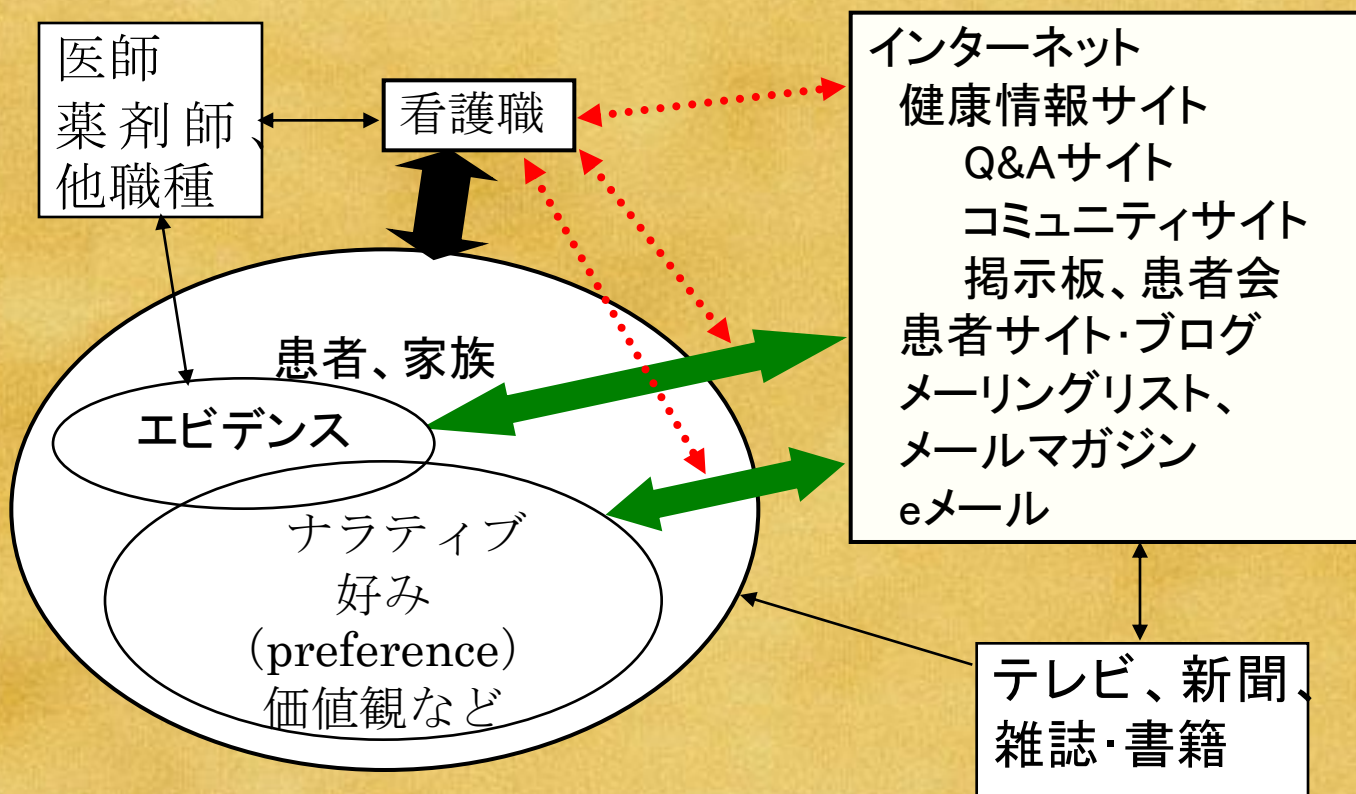 医師
薬剤師、
他職種
看護職
インターネット
健康情報サイト
Q&Aサイト
コミュニティサイト
掲示板、患者会
患者サイト・ブログ
メーリングリスト、
メールマガジン
eメール
患者、家族
エビデンス
ナラティブ
好み
（preference）
価値観など
テレビ、新聞、
雑誌・書籍